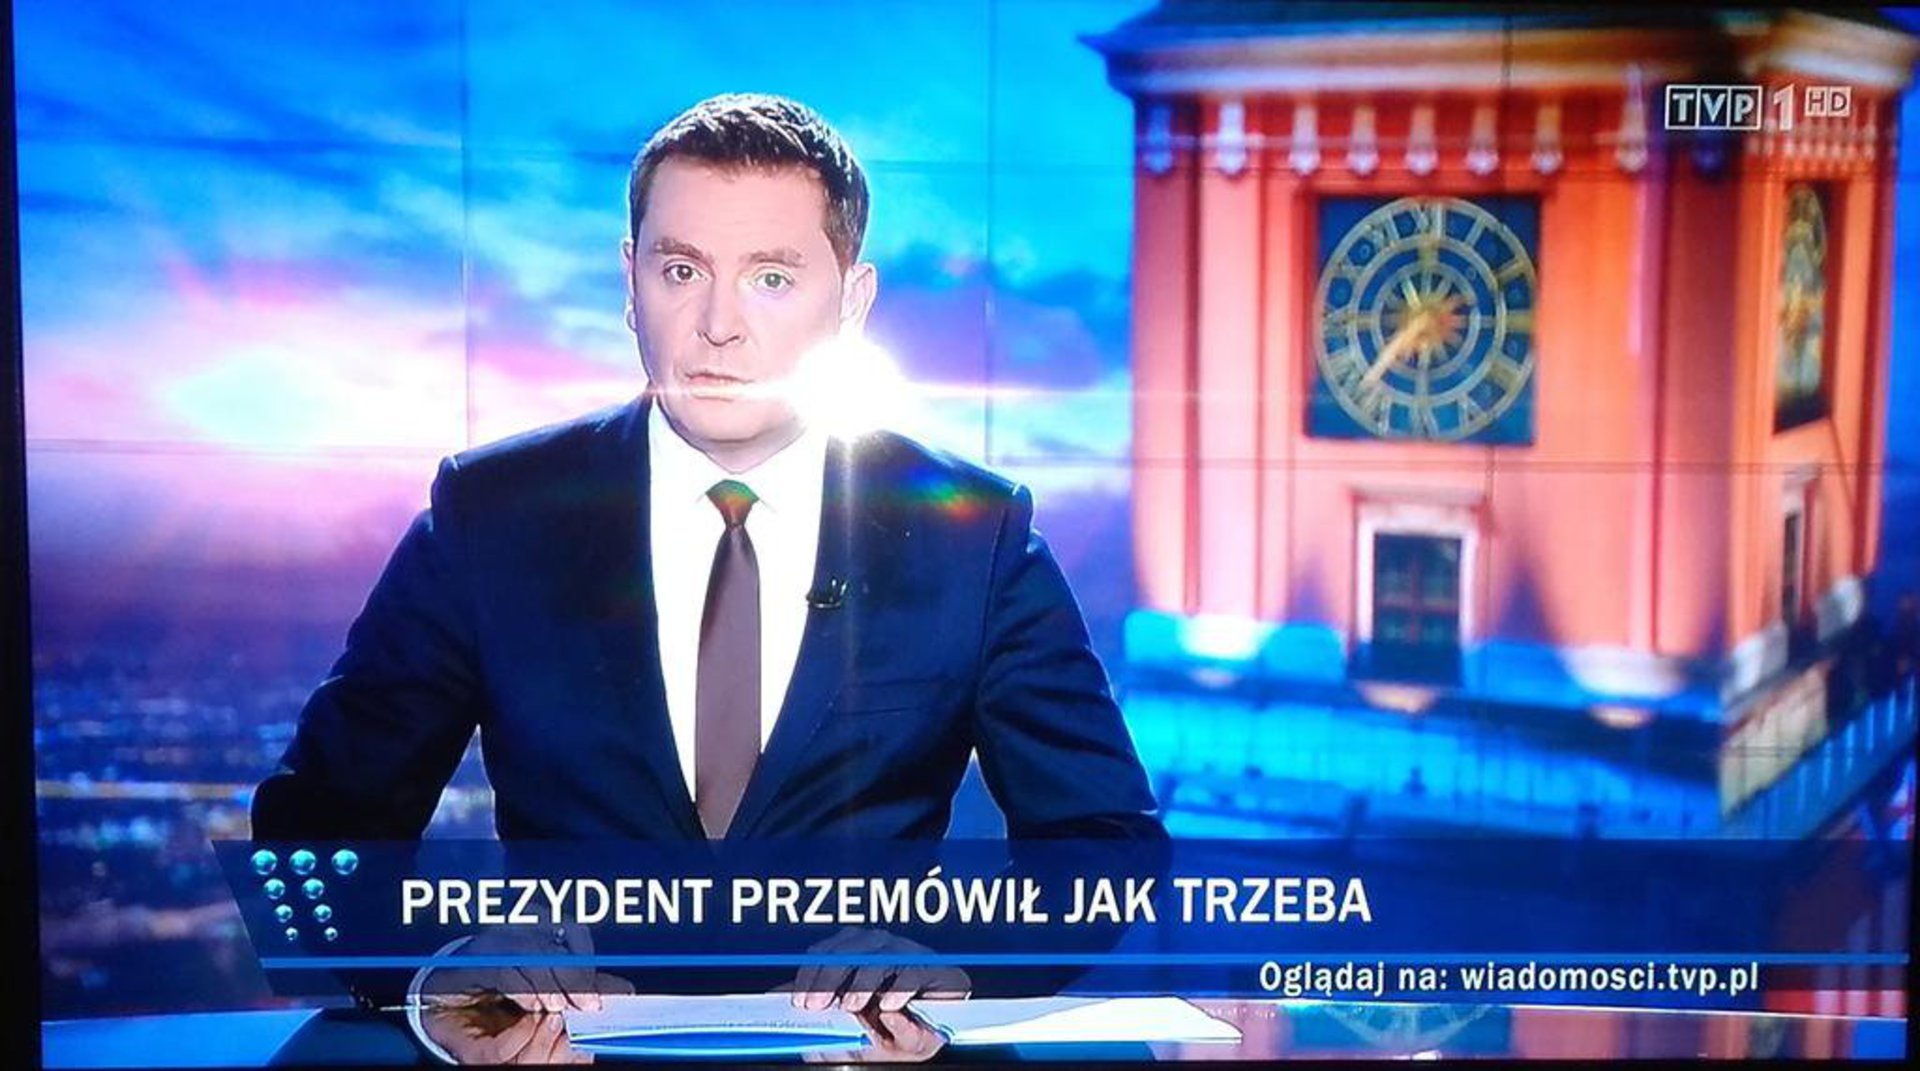 TVP 1 HD
PREZYDENT PRZEMÓWIŁ JAK TRZEBA
Oglądaj na: wiadomosci.tvp.pl